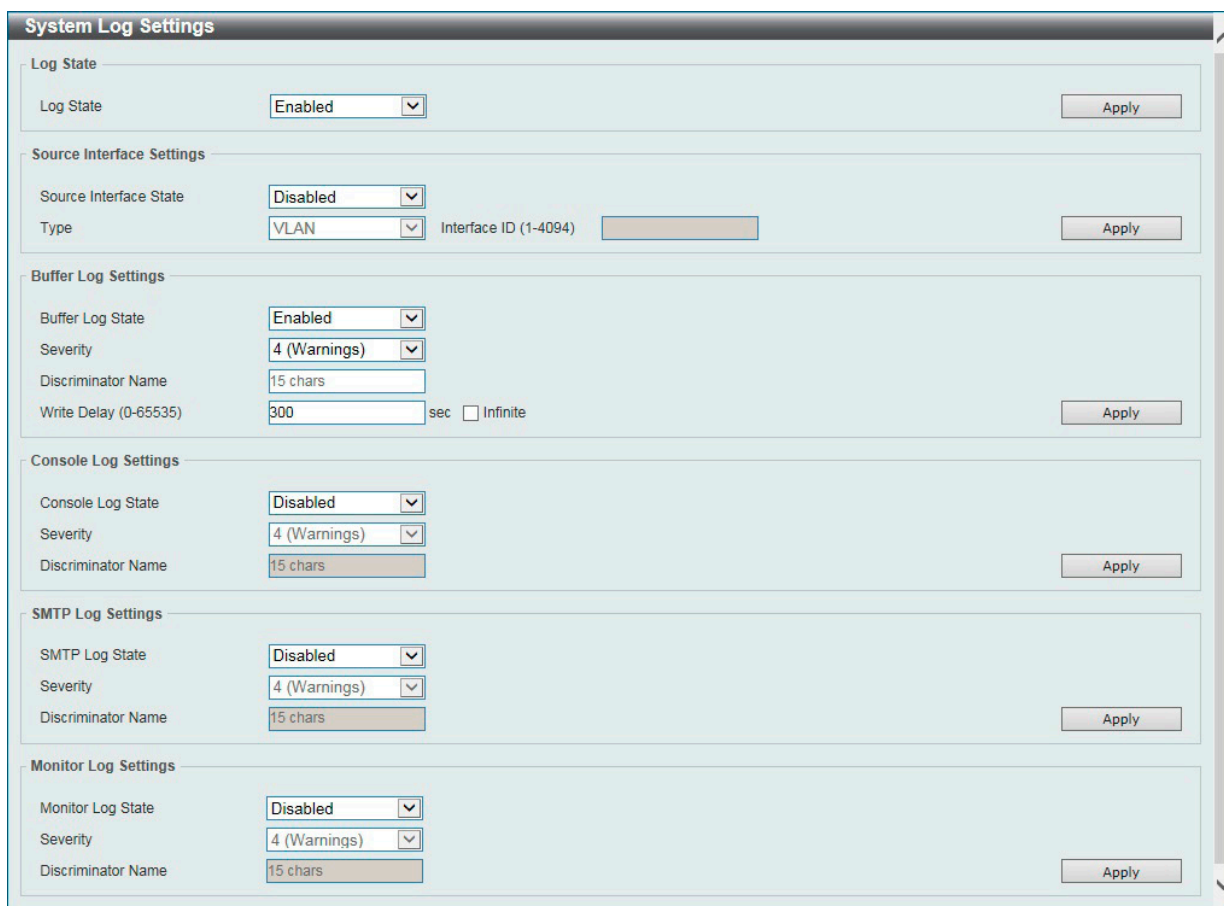 System Log Settings
Log State
Log State Enabled Apply
Source Interface Settings
Source Interface State Disabled
Type VLAN Interface ID (1-4094) Apply
Buffer Log Settings
Buffer Log State Enabled
Severity 4 (Warnings)
Discriminator Name 15 chars
Write Delay (0-65535) 300 sec Infinite Apply
Console Log Settings
Console Log State Disabled
Severity 4 (Warnings)
Discriminator Name 15 chars Apply
SMTP Log Settings
SMTP Log State Disabled
Severity 4 (Warnings)
Discriminator Name 15 chars Apply
Monitor Log Settings
Monitor Log State Disabled
Severity 4 (Warnings)
Discriminator Name 15 chars Apply